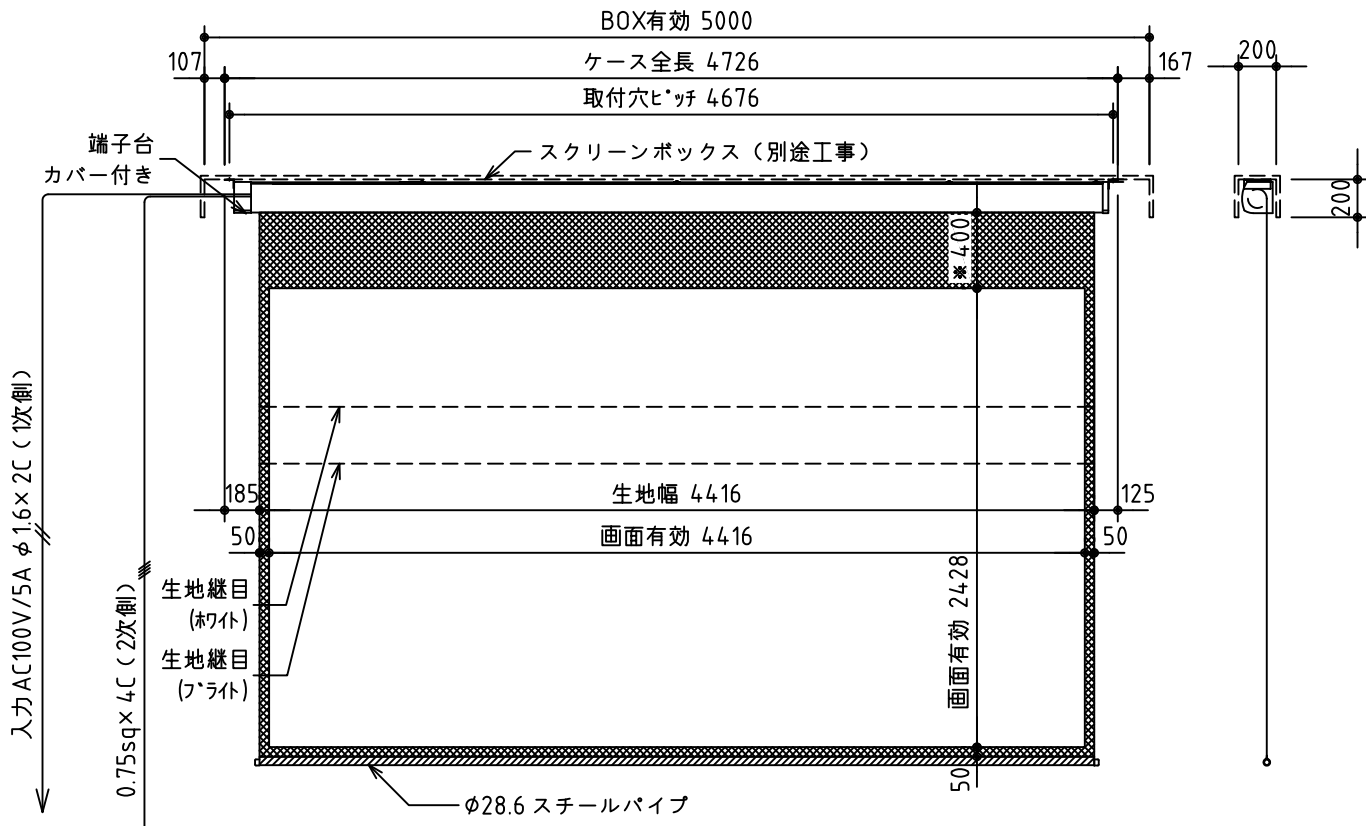 BOX有効 5000
107
ケース全長 4726
167
200
取付穴ピッチ 4676
端子台
カバー付き
スクリーンボックス（別途工事）
200
※400
入力AC100V/5A φ1.6×2C（1次側）
0.75sq×4C（2次側）
185
生地幅 4416
125
50
画面有効 4416
50
生地継目
(ホワイト)
生地継目
(ブライト)
画面有効 2428
50
φ28.6 スチールパイプ